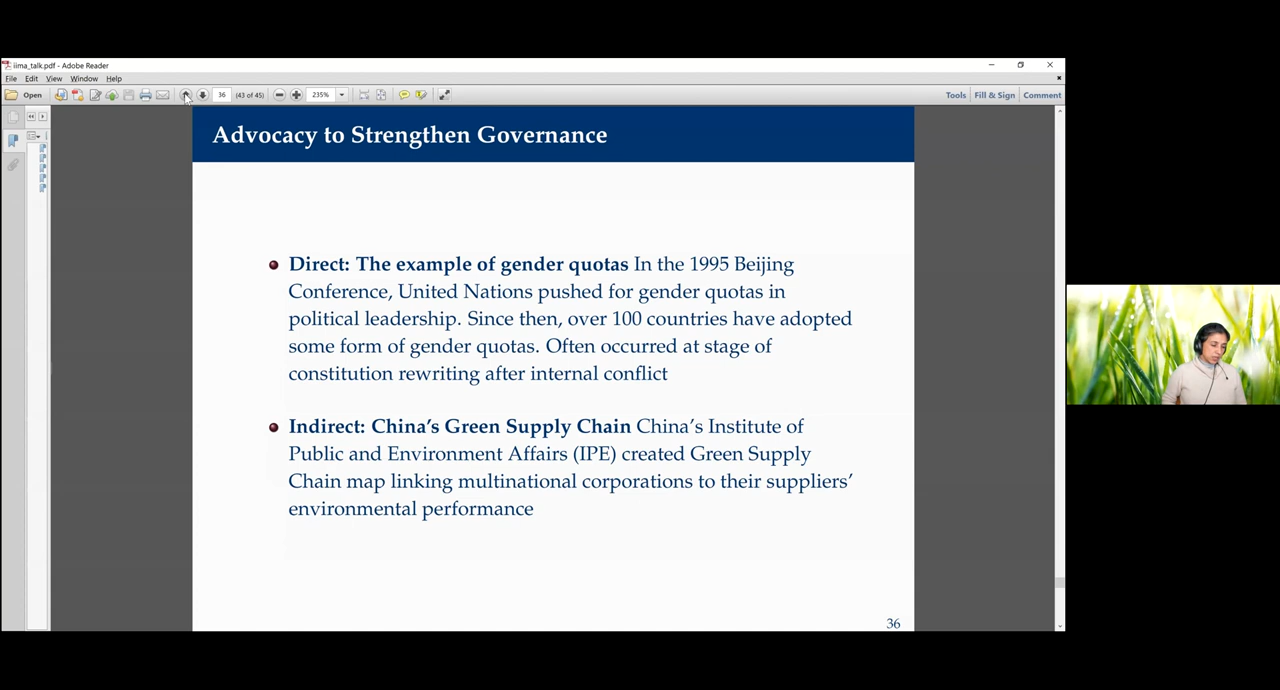 iima_talk.pdf - Adobe Reader
File Edit View Window Help
Open 36 (43 of 45) 235% Tools Fill & Sign Comment
Advocacy to Strengthen Governance
Direct: The example of gender quotas In the 1995 Beijing
Conference, United Nations pushed for gender quotas in
political leadership. Since then, over 100 countries have adopted
some form of gender quotas. Often occurred at stage of
constitution rewriting after internal conflict
Indirect: China's Green Supply Chain China's Institute of
Public and Environment Affairs (IPE) created Green Supply
Chain map linking multinational corporations to their suppliers'
environmental performance
36